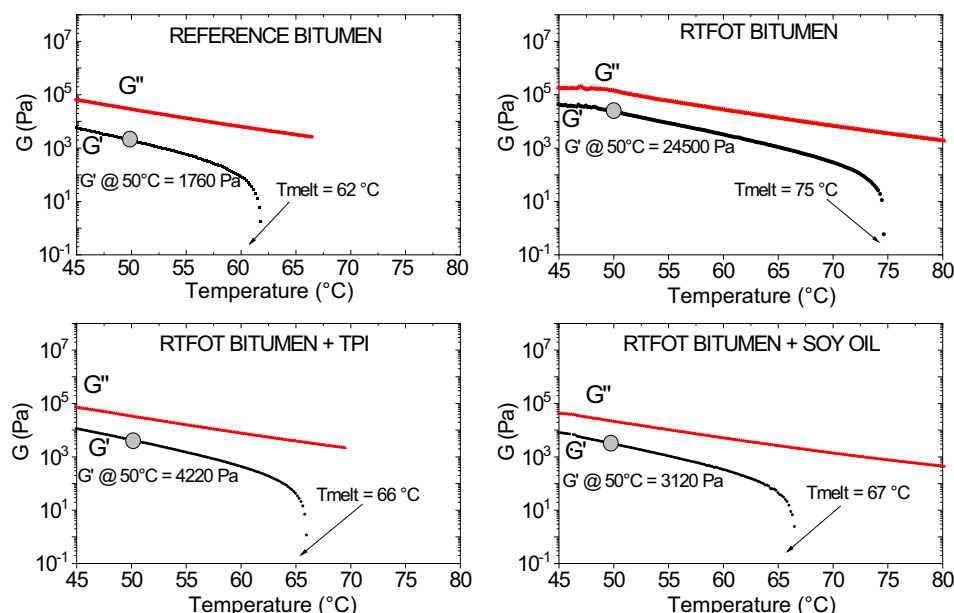 REFERENCE BITUMEN
G (Pa)
10^7
10^5
10^3
10^1
10^-1
G"
G'
G' @ 50°C = 1760 Pa
Tmelt = 62 °C
45 50 55 60 65 70 75 80
Temperature (°C)
RTFOT BITUMEN
G (Pa)
10^7
10^5
10^3
10^1
10^-1
G"
G'
G' @ 50°C = 24500 Pa
Tmelt = 75 °C
45 50 55 60 65 70 75 80
Temperature (°C)
RTFOT BITUMEN + TPI
G (Pa)
10^7
10^5
10^3
10^1
10^-1
G"
G'
G' @ 50°C = 4220 Pa
Tmelt = 66 °C
45 50 55 60 65 70 75 80
Temperature (°C)
RTFOT BITUMEN + SOY OIL
G (Pa)
10^7
10^5
10^3
10^1
10^-1
G"
G'
G' @ 50°C = 3120 Pa
Tmelt = 67 °C
45 50 55 60 65 70 75 80
Temperature (°C)